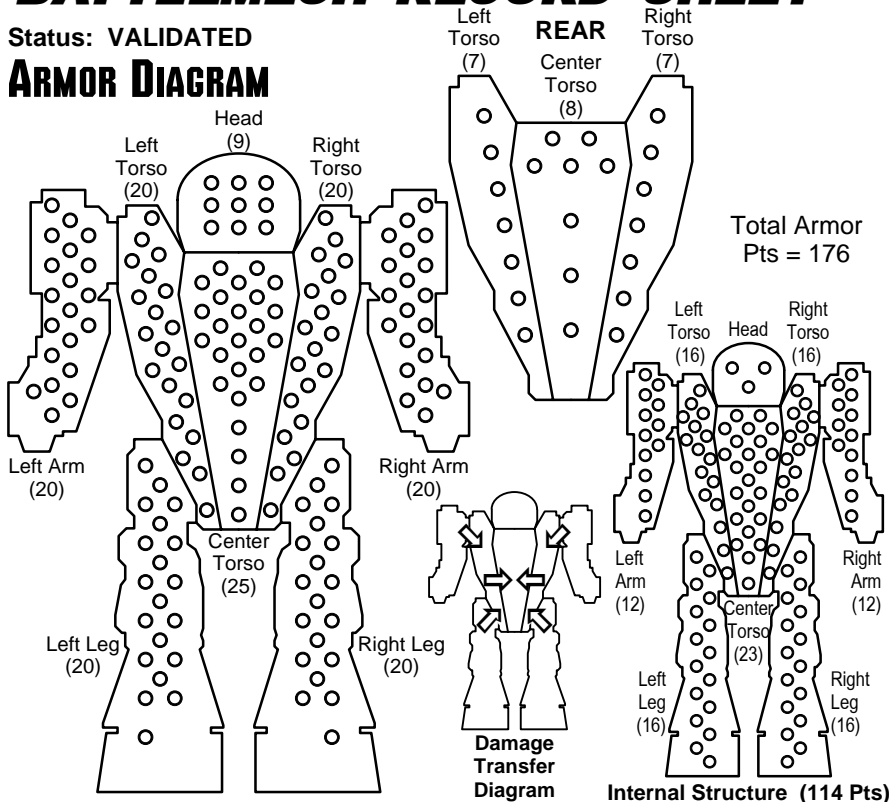 BATTLEMECH RECORD SHEET
Status: VALIDATED
ARMOR DIAGRAM
Head
(9)
Left
Torso
(20)
Right
Torso
(20)
Left Arm
(20)
Right Arm
(20)
Center
Torso
(25)
Left Leg
(20)
Right Leg
(20)
Left
Torso
(7)
REAR
Center
Torso
(8)
Right
Torso
(7)
Total Armor
Pts = 176
Left
Torso
(16)
Head
Right
Torso
(16)
Left
Arm
(12)
Right
Arm
(12)
Center
Torso
(23)
Left
Leg
(16)
Right
Leg
(16)
Damage
Transfer
Diagram
Internal Structure (114 Pts)